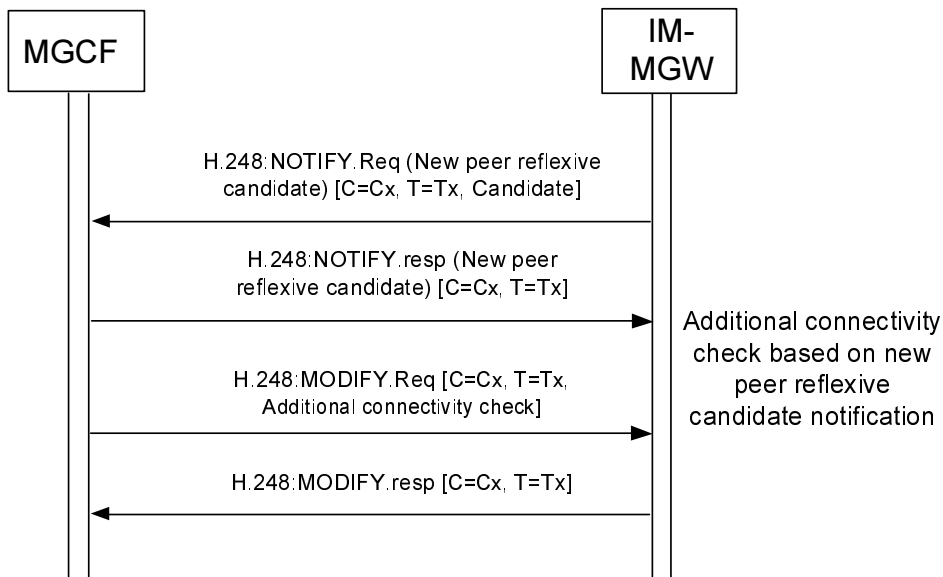 MGCF
IM-
MGW
H.248:NOTIFY.Req (New peer reflexive
candidate) [C=Cx, T=Tx, Candidate]
H.248:NOTIFY.resp (New peer
reflexive candidate) [C=Cx, T=Tx]
Additional connectivity
check based on new
peer reflexive
candidate notification
H.248:MODIFY.Req [C=Cx, T=Tx,
Additional connectivity check]
H.248:MODIFY.resp [C=Cx, T=Tx]